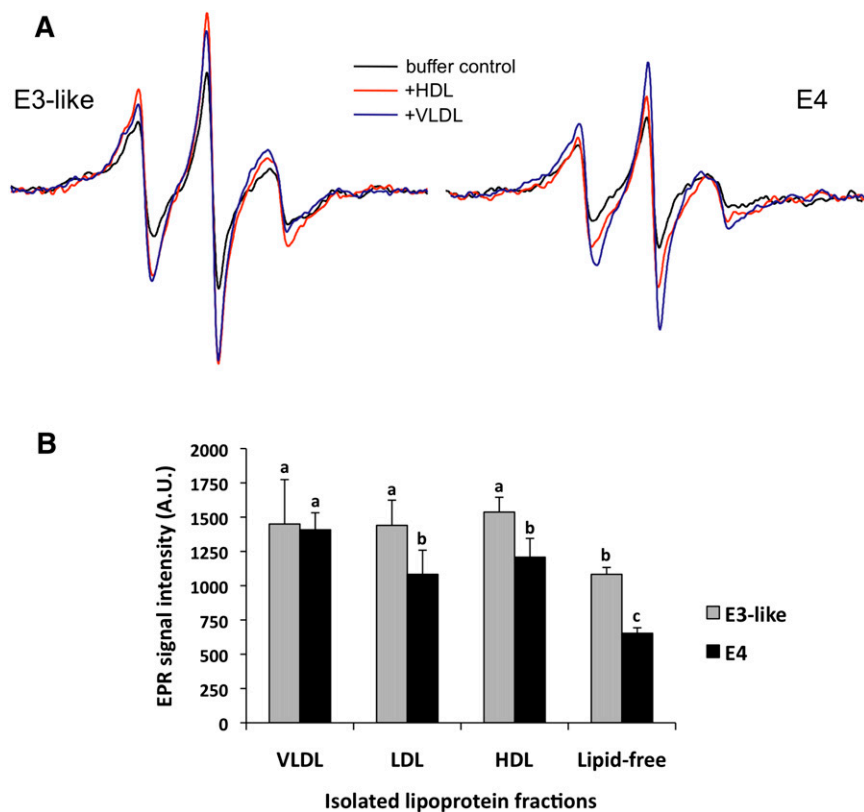 A
E3-like
buffer control
+HDL
+VLDL
E4
B
EPR signal intensity (A.U.)
2000
1750
1500
1250
1000
750
500
250
0
a
a
a
b
a
b
b
c
E3-like
E4
VLDL
LDL
HDL
Lipid-free
Isolated lipoprotein fractions